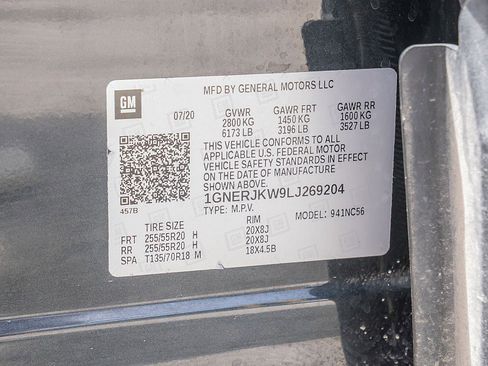 MFD BY GENERAL MOTORS LLC
GM
07/20
GVWR GAWR FRT GAWR RR
2800 KG 1450 KG 1600 KG
6173 LB 3196 LB 3527 LB
THIS VEHICLE CONFORMS TO ALL
APPLICABLE U.S. FEDERAL MOTOR
VEHICLE SAFETY STANDARDS IN EFFECT
ON THE DATE OF MANUFACTURE
SHOWN ABOVE.
1GNERJKW9LJ269204
457B
TYPE: M.P.V. MODEL: 941NC56
TIRE SIZE RIM
FRT 255/55R20 H 20X8J
RR 255/55R20 H 20X8J
SPA T135/70R18 M 18X4.5B